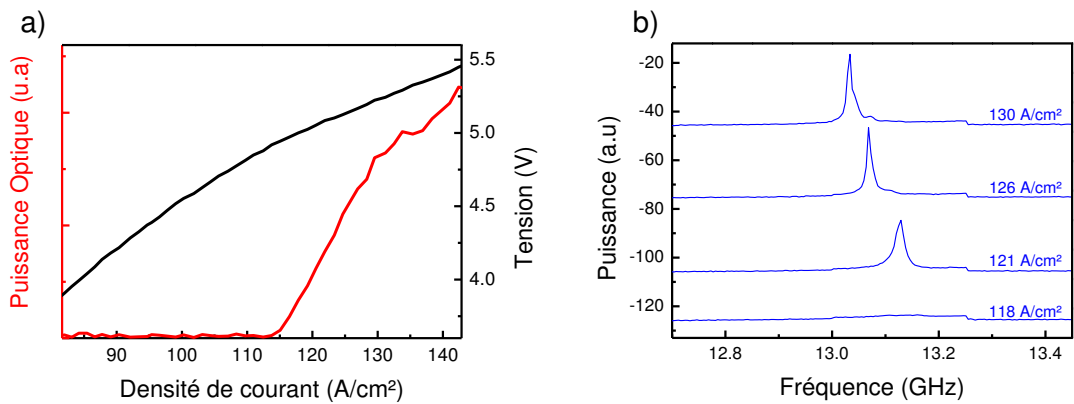 a)
Puissance Optique (u.a)
5.5
5.0
4.5
4.0
Tension (V)
90 100 110 120 130 140
Densité de courant (A/cm²)
b)
Puissance (a.u)
-20
-40
-60
-80
-100
-120
130 A/cm²
126 A/cm²
121 A/cm²
118 A/cm²
12.8 13.0 13.2 13.4
Fréquence (GHz)